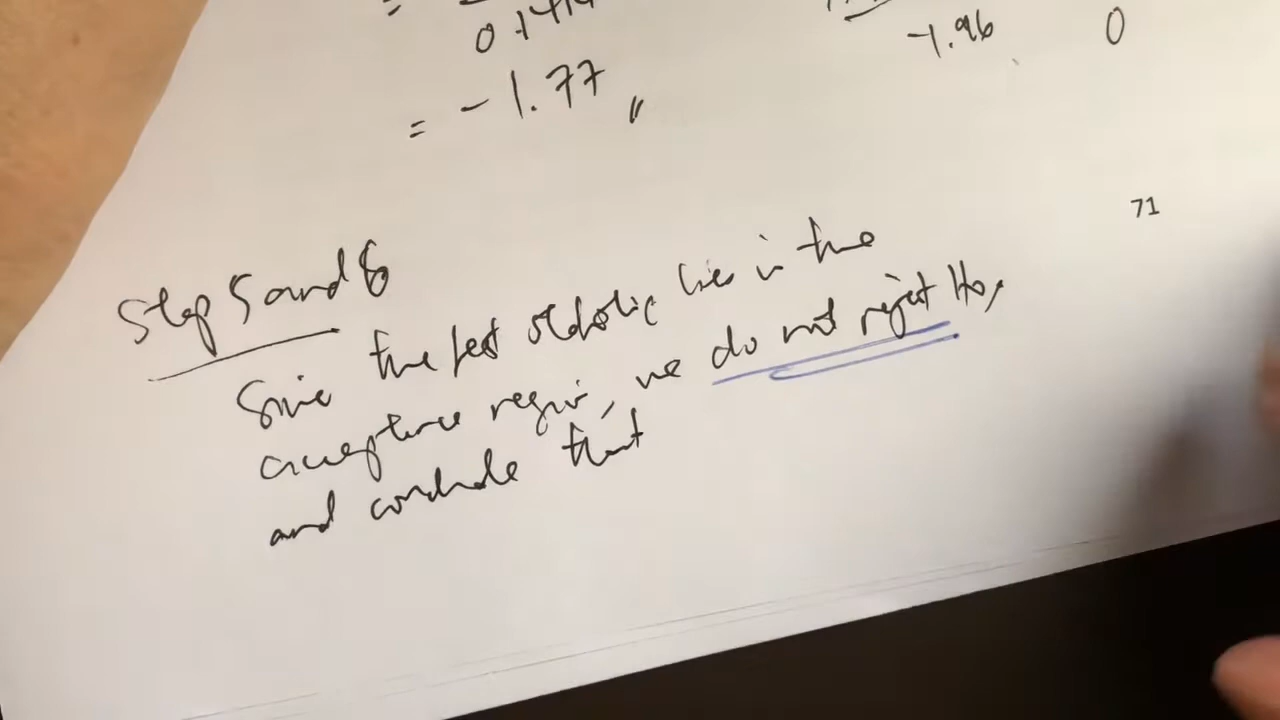 =
-1.96 0
= -1.77 〃
71
Step 5 and 6
Since the test statistic lies in the
acceptance region, we do not reject H0,
and conclude that